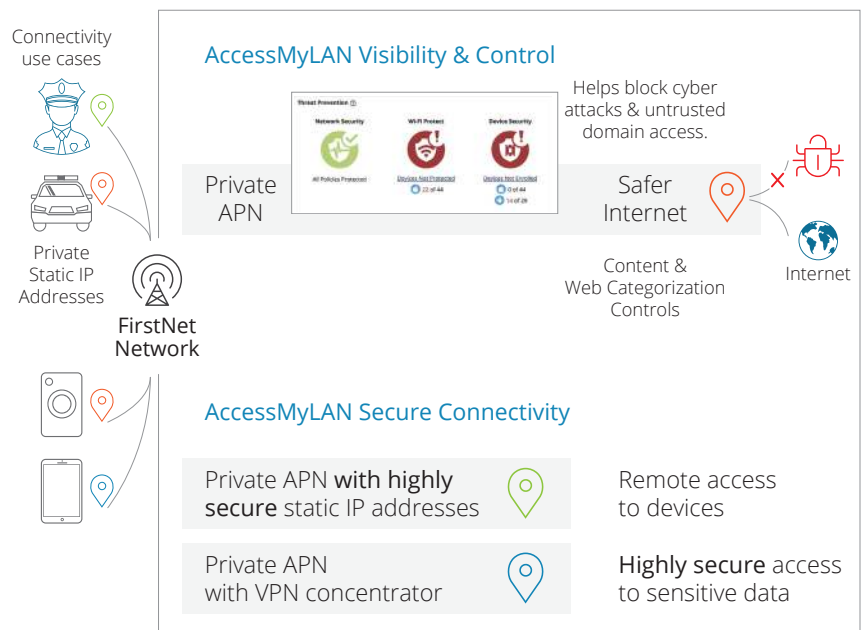 Connectivity
use cases
Private
Static IP
Addresses
FirstNet
Network
AccessMyLAN Visibility & Control
Private
APN
Threat Prevention
Network Security
All Policies Protected
Wi-Fi Protect
Devices Not Protected
22 of 44
Device Security
Devices Not Enrolled
0 of 44
14 of 28
Helps block cyber
attacks & untrusted
domain access.
Safer
Internet
Internet
Content &
Web Categorization
Controls
AccessMyLAN Secure Connectivity
Private APN with highly
secure static IP addresses
Remote access
to devices
Private APN
with VPN concentrator
Highly secure access
to sensitive data